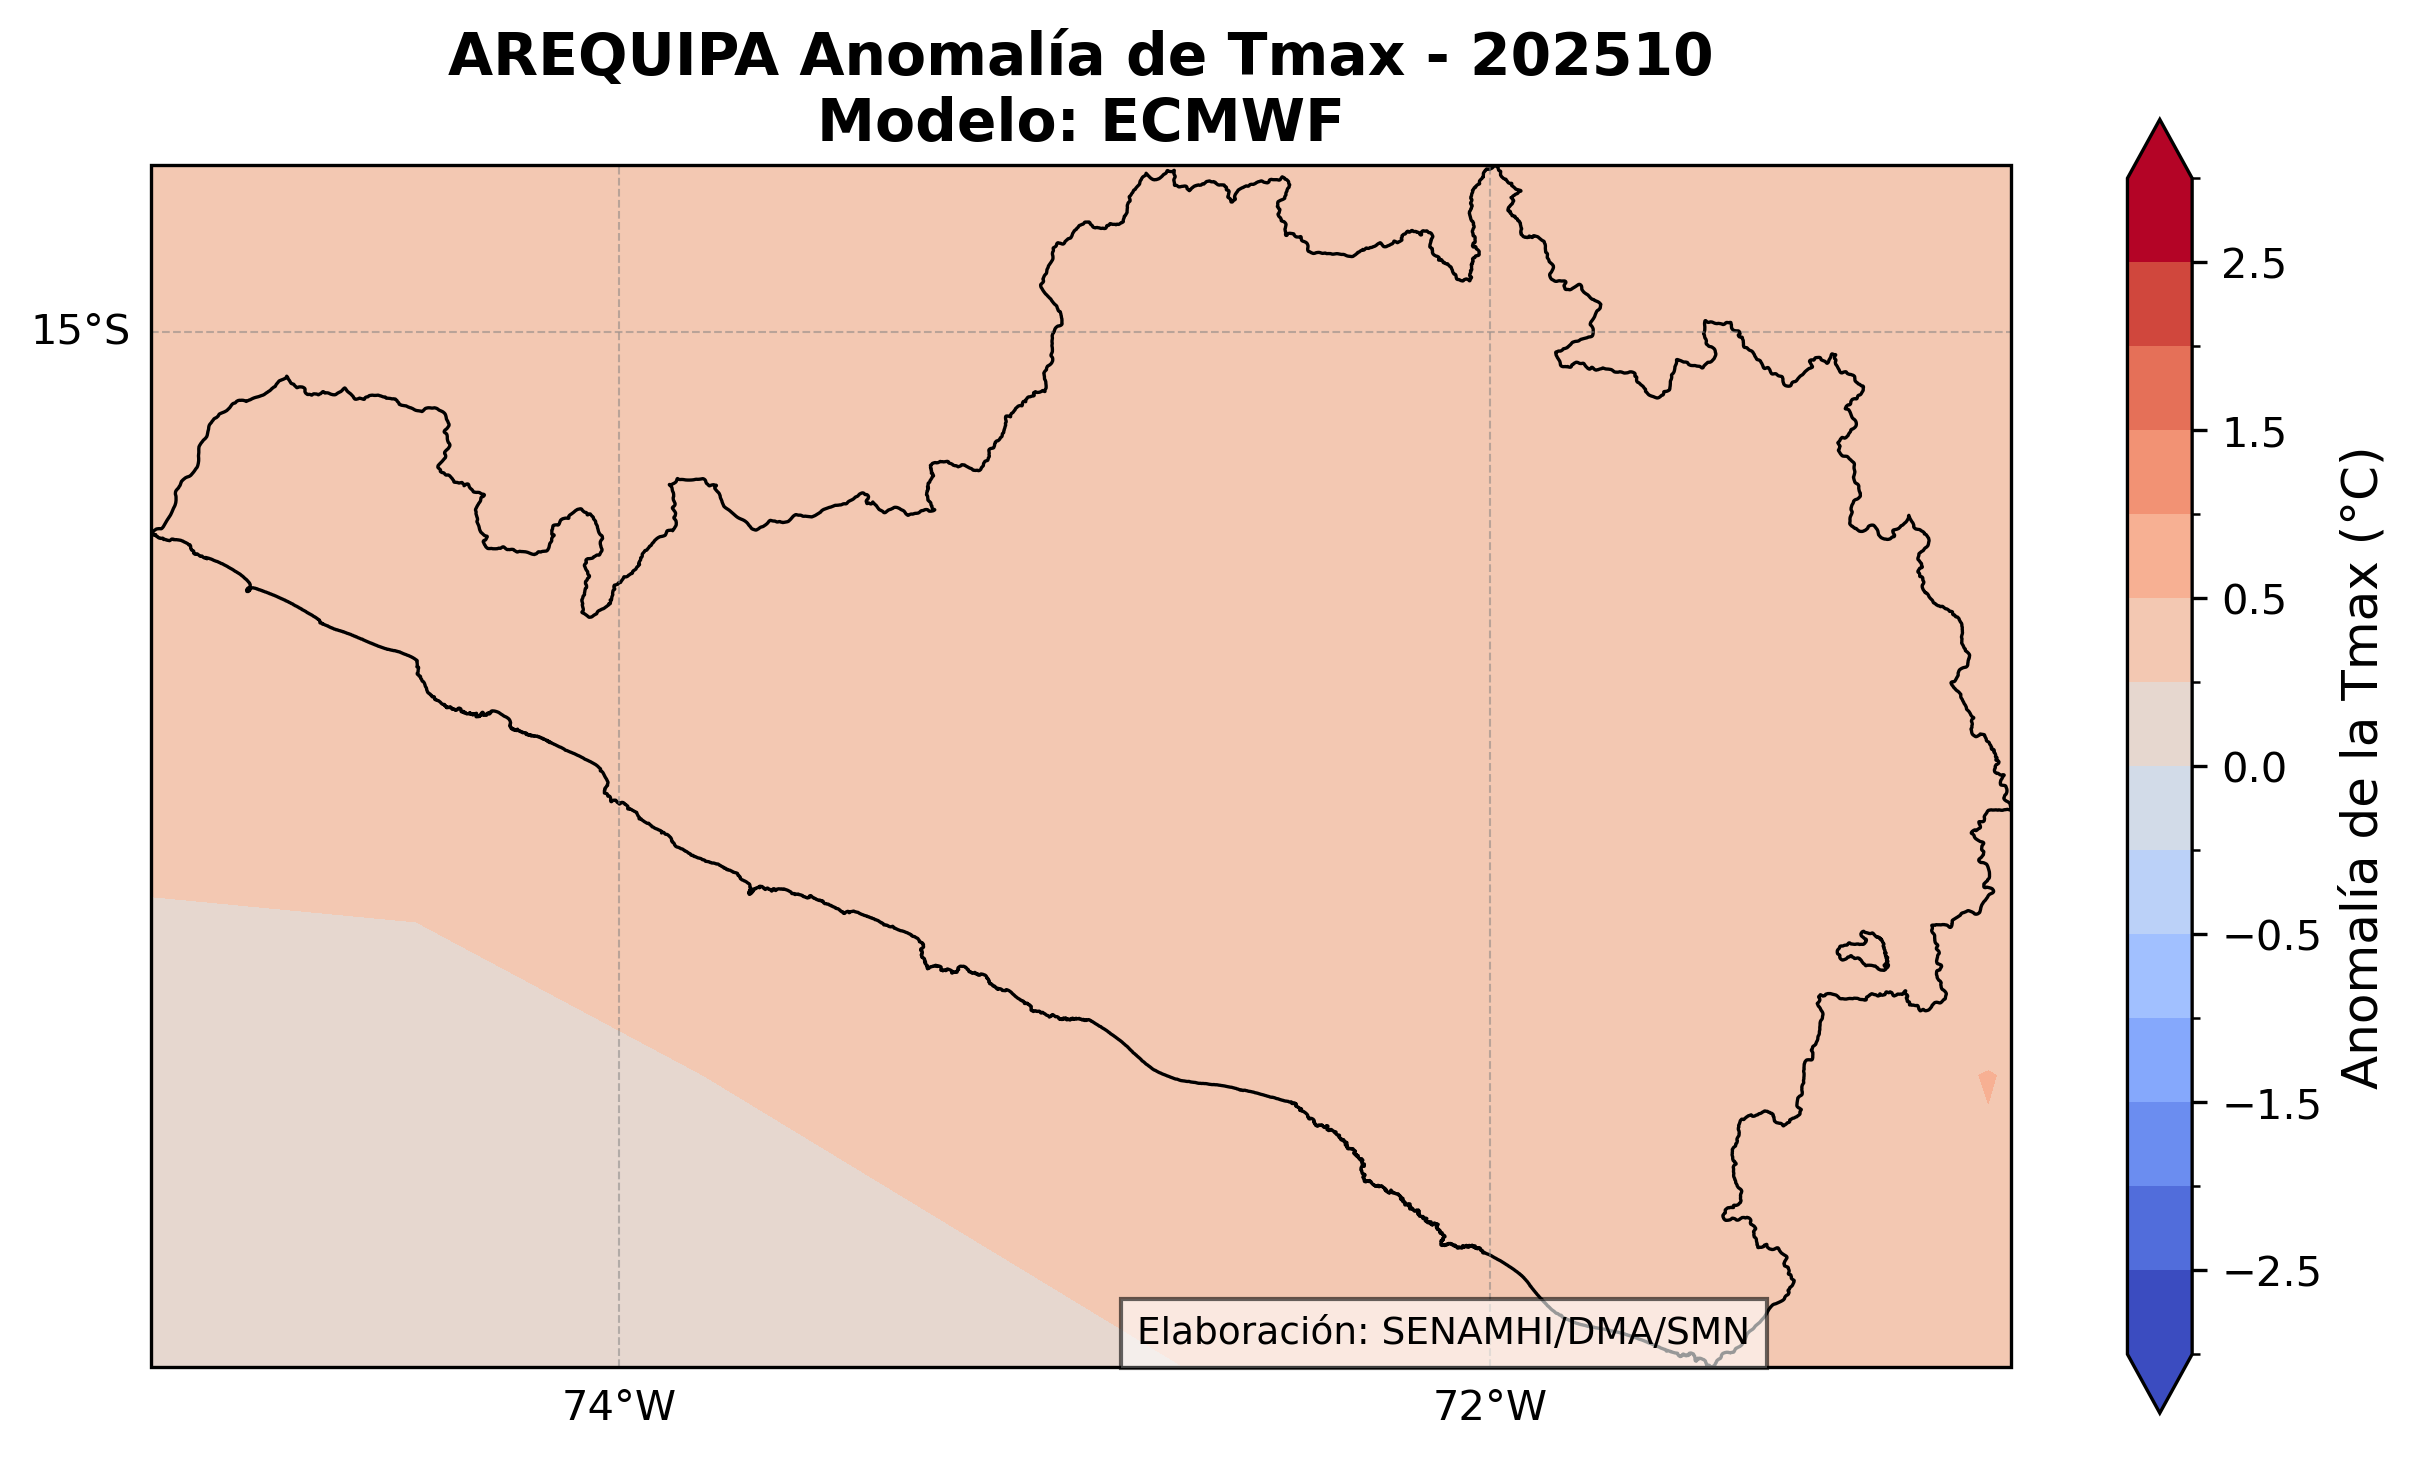 AREQUIPA Anomalía de Tmax - 202510
Modelo: ECMWF
15°S
74°W
72°W
Elaboración: SENAMHI/DMA/SMN
2.5
1.5
0.5
0.0
−0.5
−1.5
−2.5
Anomalía de la Tmax (°C)